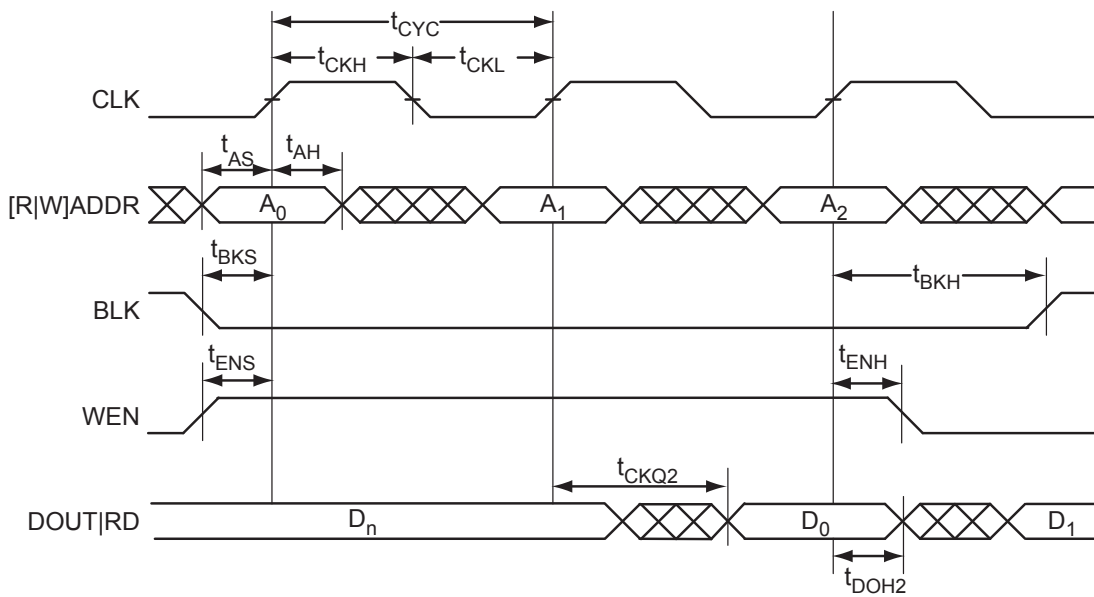 tCYC
tCKH tCKL
CLK
tAS tAH
[R|W]ADDR A0 A1 A2
tBKS tBKH
BLK
tENS tENH
WEN
tCKQ2
DOUT|RD Dn D0 D1
tDOH2